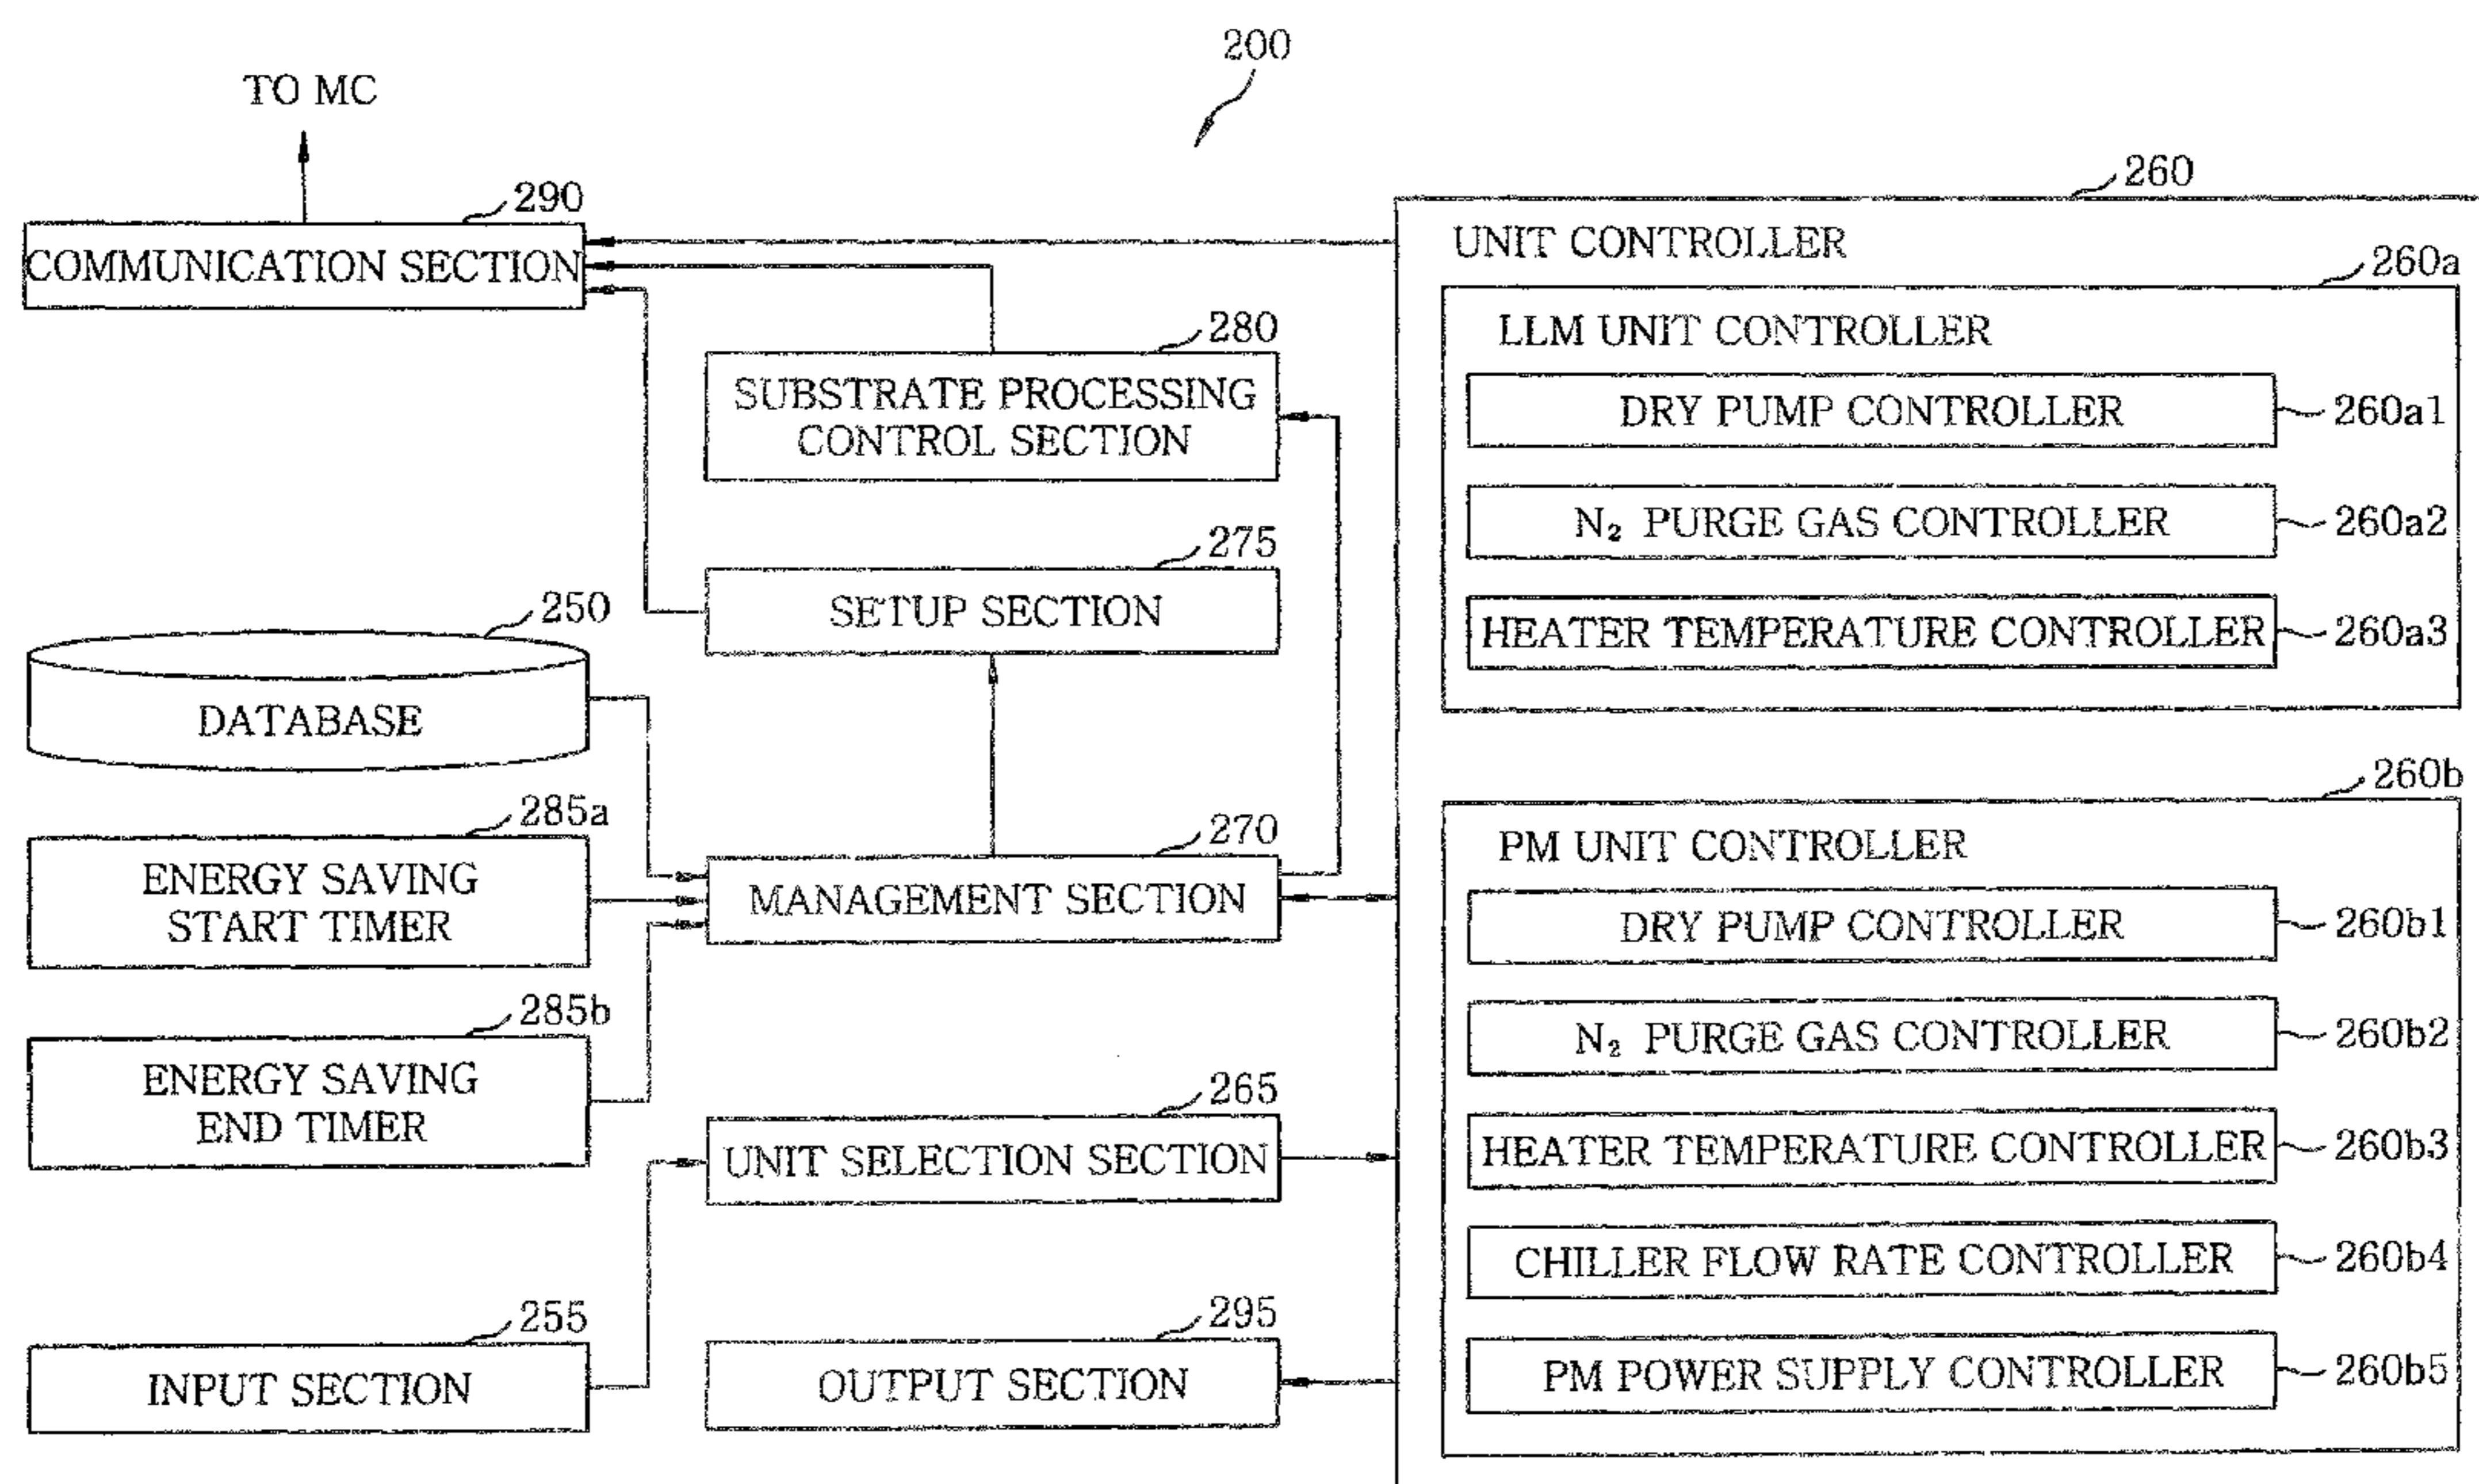 200
TO MC
290
COMMUNICATION SECTION
280
SUBSTRATE PROCESSING
CONTROL SECTION
275
SETUP SECTION
250
DATABASE
285a
ENERGY SAVING
START TIMER
270
MANAGEMENT SECTION
285b
ENERGY SAVING
END TIMER
265
UNIT SELECTION SECTION
255
INPUT SECTION
295
OUTPUT SECTION
260
UNIT CONTROLLER
260a
LLM UNIT CONTROLLER
DRY PUMP CONTROLLER 260a1
N₂ PURGE GAS CONTROLLER 260a2
HEATER TEMPERATURE CONTROLLER 260a3
260b
PM UNIT CONTROLLER
DRY PUMP CONTROLLER 260b1
N₂ PURGE GAS CONTROLLER 260b2
HEATER TEMPERATURE CONTROLLER 260b3
CHILLER FLOW RATE CONTROLLER 260b4
PM POWER SUPPLY CONTROLLER 260b5